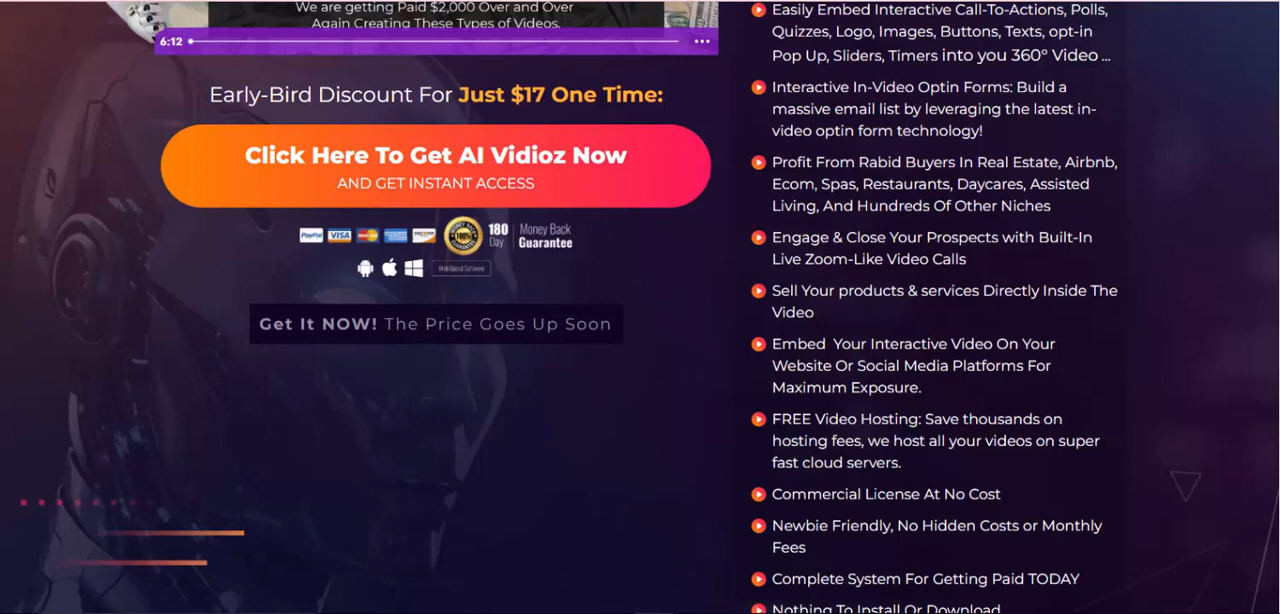 We are getting Paid $2,000 Over and Over
Again Creating These Types of Videos.
6:12
Early-Bird Discount For Just $17 One Time:
Click Here To Get AI Vidioz Now
AND GET INSTANT ACCESS
PayPal VISA
180 Day Money Back Guarantee
Web Based Software
Get It NOW! The Price Goes Up Soon
Easily Embed Interactive Call-To-Actions, Polls,
Quizzes, Logo, Images, Buttons, Texts, opt-in
Pop Up, Sliders, Timers into you 360° Video ...
Interactive In-Video Optin Forms: Build a
massive email list by leveraging the latest in-
video optin form technology!
Profit From Rabid Buyers In Real Estate, Airbnb,
Ecom, Spas, Restaurants, Daycares, Assisted
Living, And Hundreds Of Other Niches
Engage & Close Your Prospects with Built-In
Live Zoom-Like Video Calls
Sell Your products & services Directly Inside The
Video
Embed Your Interactive Video On Your
Website Or Social Media Platforms For
Maximum Exposure.
FREE Video Hosting: Save thousands on
hosting fees, we host all your videos on super
fast cloud servers.
Commercial License At No Cost
Newbie Friendly, No Hidden Costs or Monthly
Fees
Complete System For Getting Paid TODAY
Nothing To Install Or Download